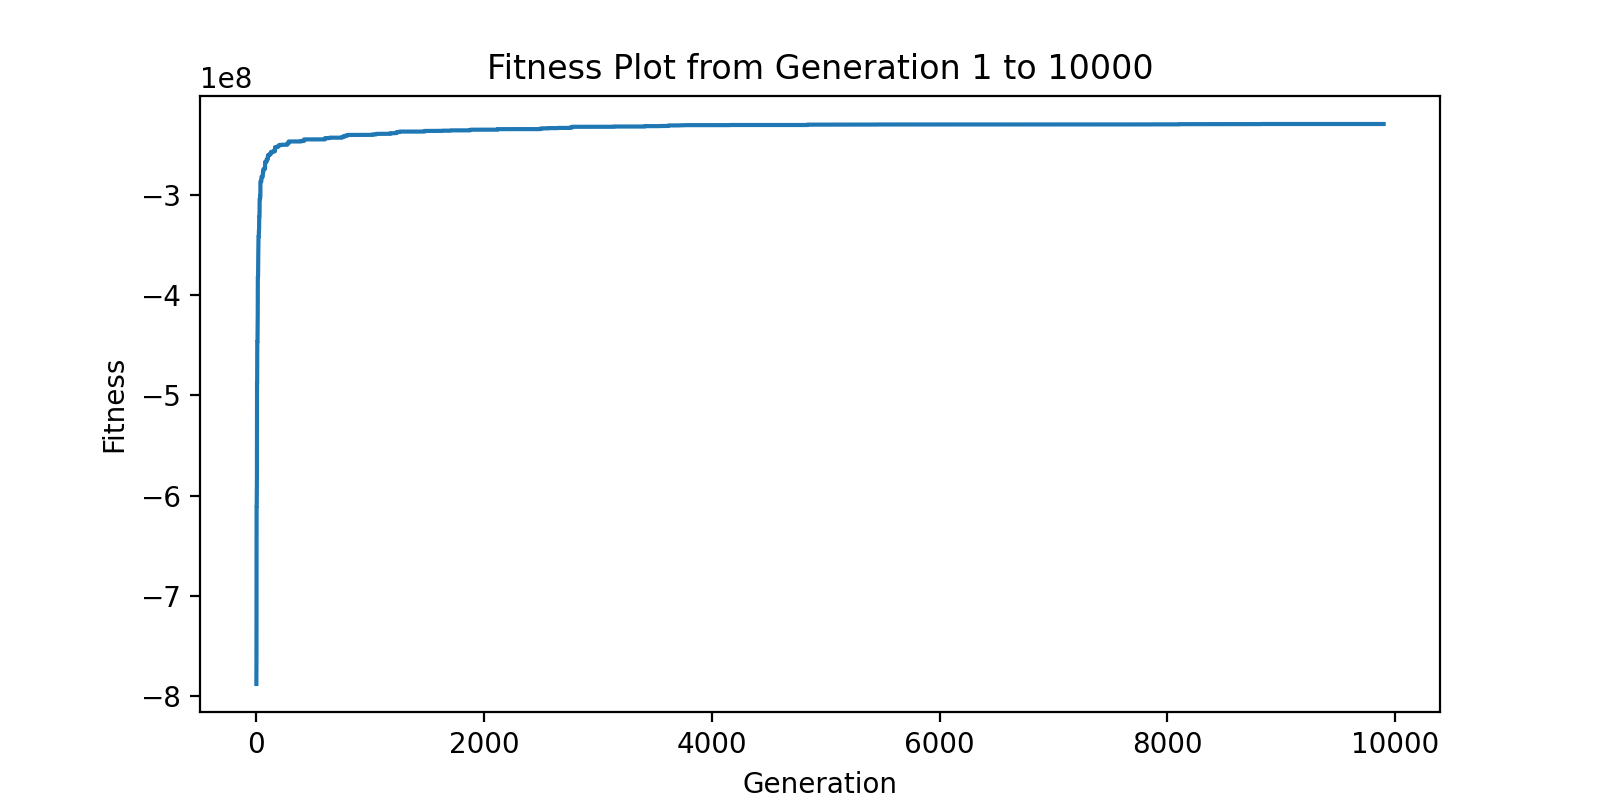 Fitness Plot from Generation 1 to 10000
1e8
−3
−4
−5
−6
−7
−8
Fitness
0 2000 4000 6000 8000 10000
Generation